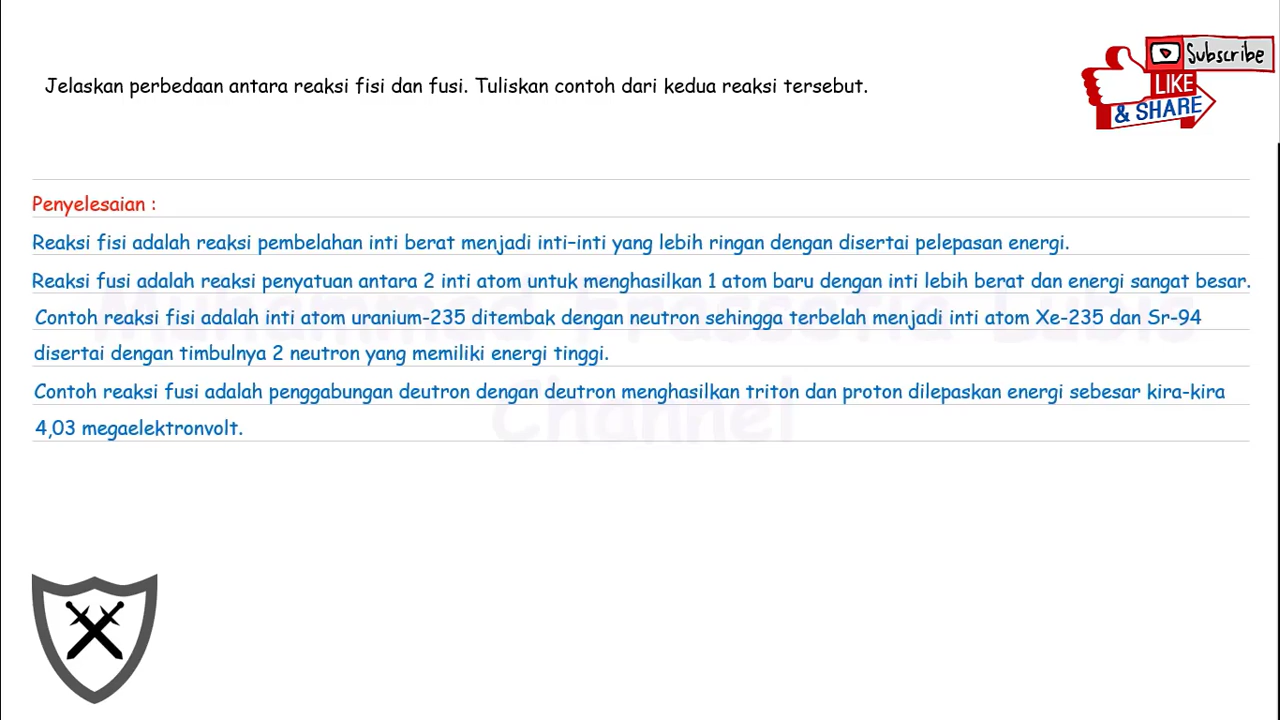 Subscribe
LIKE
& SHARE
Jelaskan perbedaan antara reaksi fisi dan fusi. Tuliskan contoh dari kedua reaksi tersebut.
Penyelesaian :
Reaksi fisi adalah reaksi pembelahan inti berat menjadi inti-inti yang lebih ringan dengan disertai pelepasan energi.
Reaksi fusi adalah reaksi penyatuan antara 2 inti atom untuk menghasilkan 1 atom baru dengan inti lebih berat dan energi sangat besar.
Contoh reaksi fisi adalah inti atom uranium-235 ditembak dengan neutron sehingga terbelah menjadi inti atom Xe-235 dan Sr-94
disertai dengan timbulnya 2 neutron yang memiliki energi tinggi.
Contoh reaksi fusi adalah penggabungan deutron dengan deutron menghasilkan triton dan proton dilepaskan energi sebesar kira-kira
4,03 megaelektronvolt.
Muhammad Frasseria Lubis
Channel